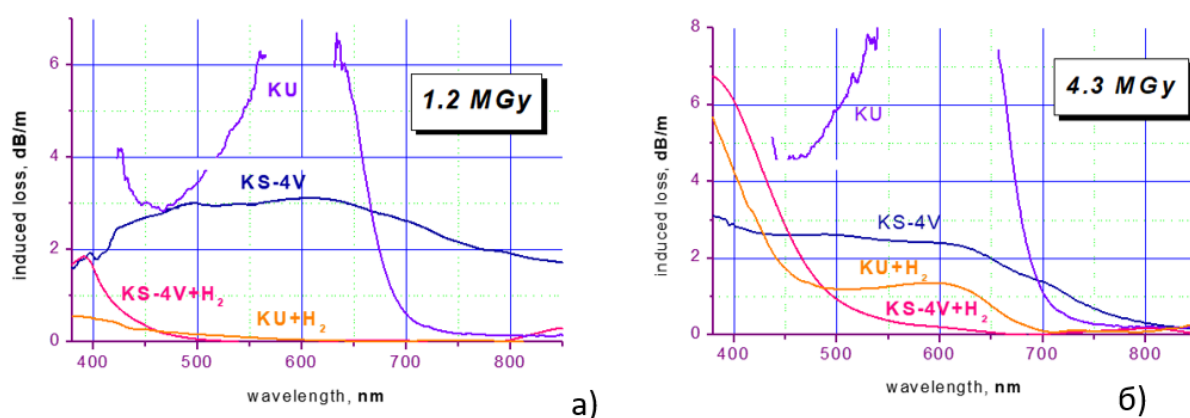 6
4
2
0
400
500
600
700
800
induced loss, dB/m
wavelength, nm
1.2 MGy
KU
KS-4V
KS-4V+H₂
KU+H₂
а)
8
6
4
2
0
400
500
600
700
800
induced loss, dB/m
wavelength, nm
4.3 MGy
KU
KS-4V
KU+H₂
KS-4V+H₂
б)